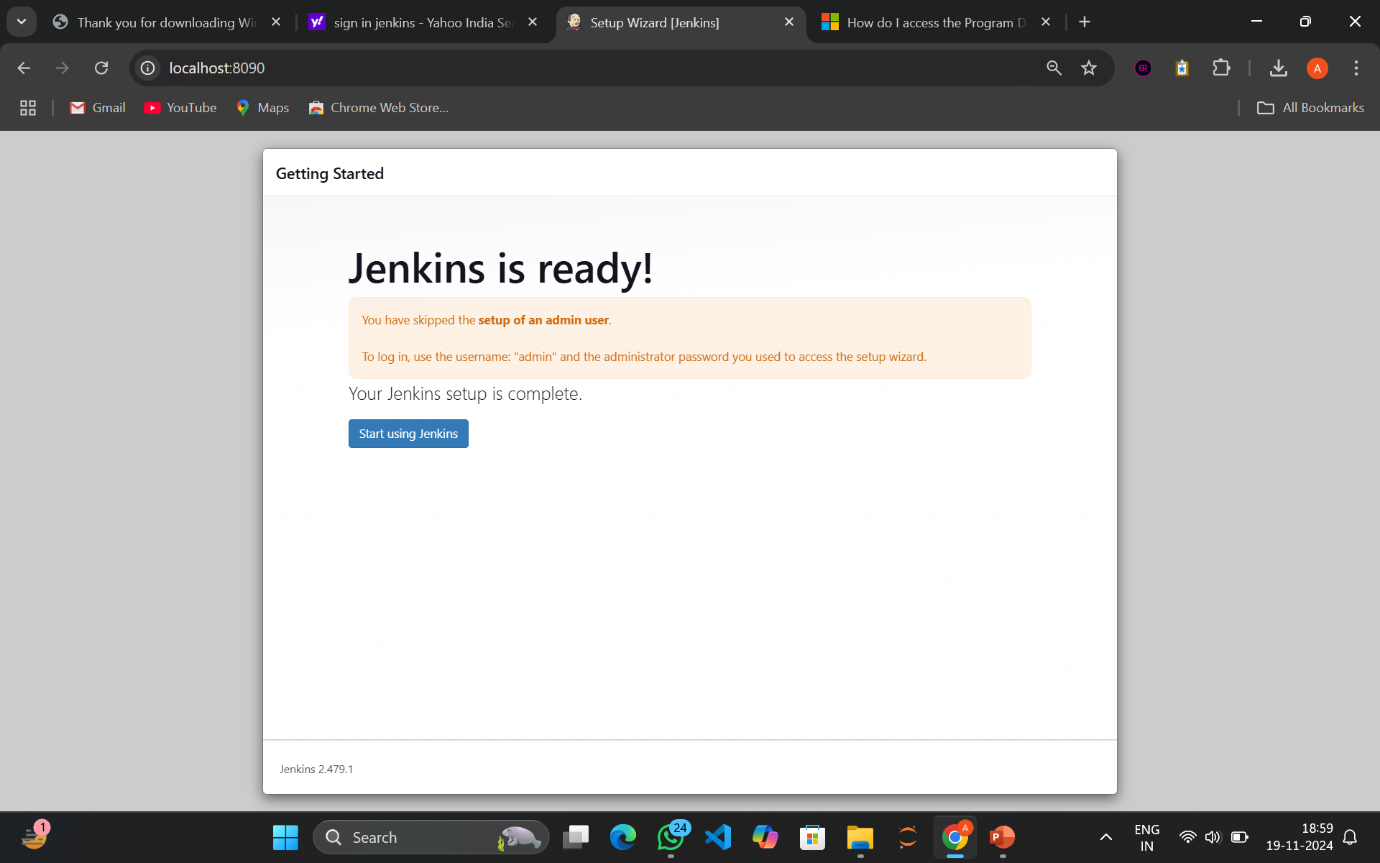 Thank you for downloading Wi
sign in jenkins - Yahoo India Se
Setup Wizard [Jenkins]
How do I access the Program D
localhost:8090
A
Gmail
YouTube
Maps
Chrome Web Store...
All Bookmarks
Getting Started
Jenkins is ready!
You have skipped the setup of an admin user.
To log in, use the username: "admin" and the administrator password you used to access the setup wizard.
Your Jenkins setup is complete.
Start using Jenkins
Jenkins 2.479.1
1
Search
24
A
P
ENG
IN
18:59
19-11-2024